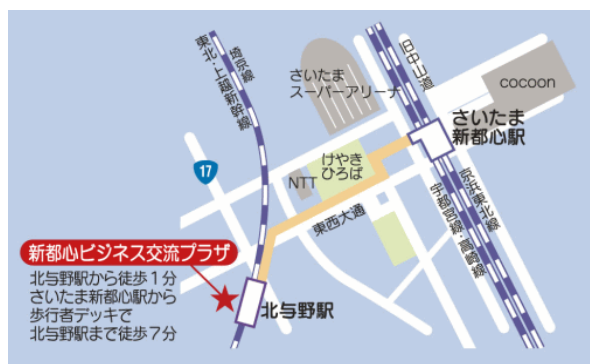 埼京線
東北・上越新幹線
さいたま
スーパーアリーナ
旧中山道
cocoon
さいたま
新都心駅
けやき
ひろば
NTT
17
東西大通
京浜東北線
宇都宮線・高崎線
新都心ビジネス交流プラザ
北与野駅から徒歩1分
さいたま新都心駅から
歩行者デッキで
北与野駅まで徒歩7分
北与野駅